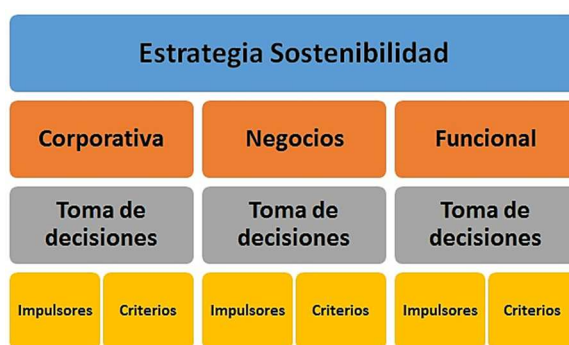 Estrategia Sostenibilidad
Corporativa
Negocios
Funcional
Toma de
decisiones
Toma de
decisiones
Toma de
decisiones
Impulsores
Criterios
Impulsores
Criterios
Impulsores
Criterios